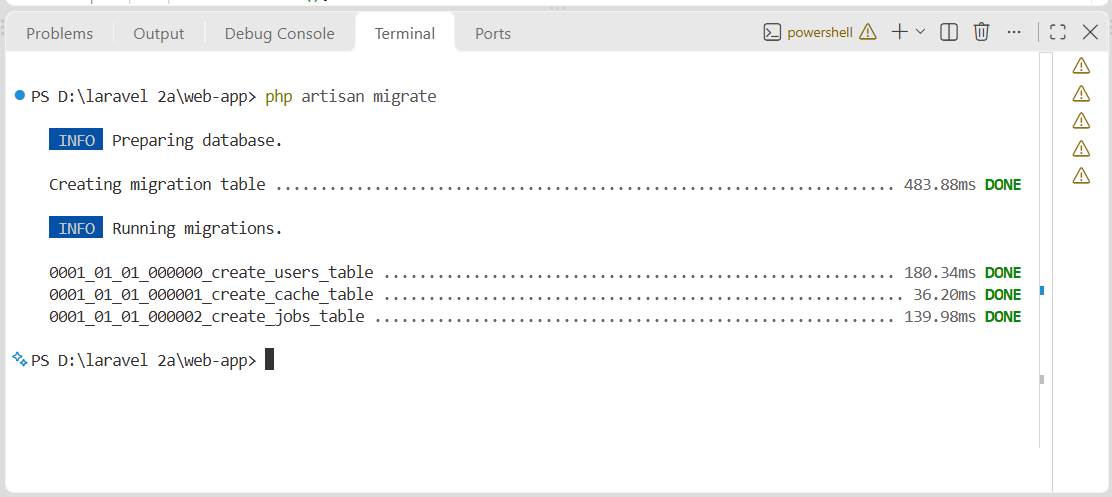 Problems Output Debug Console Terminal Ports powershell
PS D:\laravel 2a\web-app> php artisan migrate
INFO Preparing database.
Creating migration table ..................................................................... 483.88ms DONE
INFO Running migrations.
0001_01_01_000000_create_users_table ......................................................... 180.34ms DONE
0001_01_01_000001_create_cache_table .......................................................... 36.20ms DONE
0001_01_01_000002_create_jobs_table .......................................................... 139.98ms DONE
PS D:\laravel 2a\web-app>